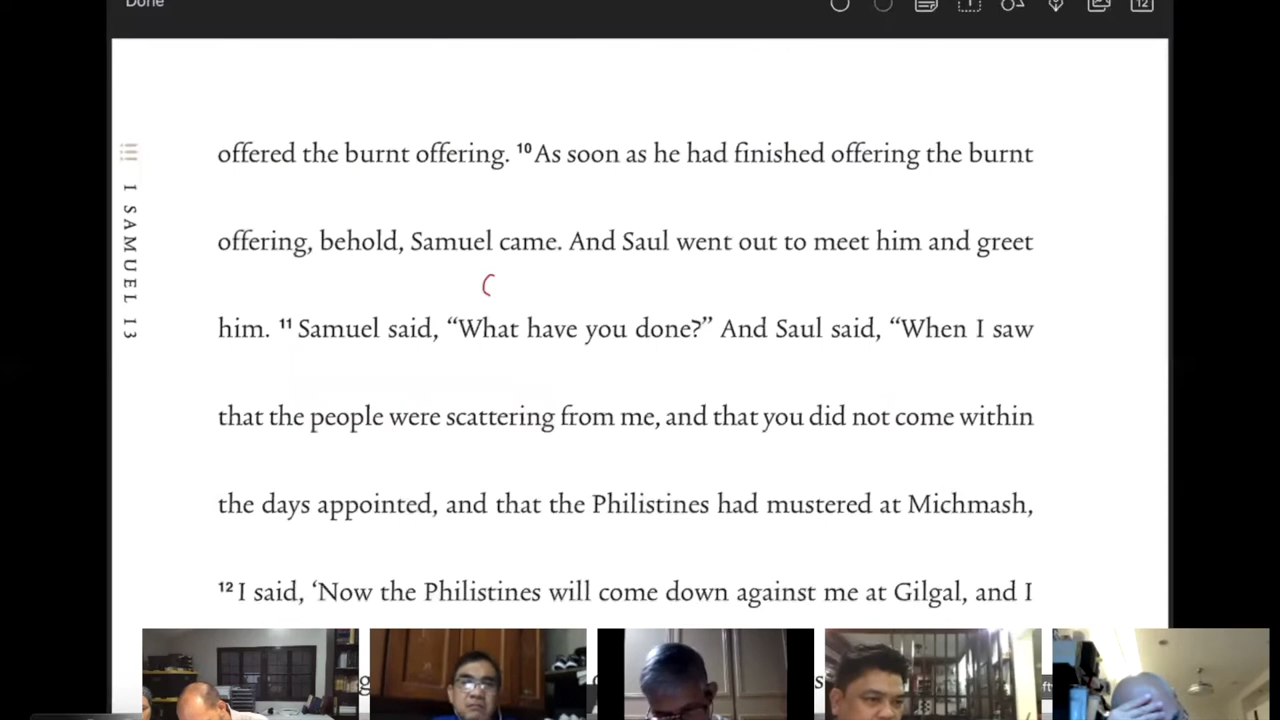 Done
12
I SAMUEL 13
offered the burnt offering. ¹⁰ As soon as he had finished offering the burnt
offering, behold, Samuel came. And Saul went out to meet him and greet
him. ¹¹ Samuel said, “What have you done?” And Saul said, “When I saw
that the people were scattering from me, and that you did not come within
the days appointed, and that the Philistines had mustered at Michmash,
¹² I said, ‘Now the Philistines will come down against me at Gilgal, and I